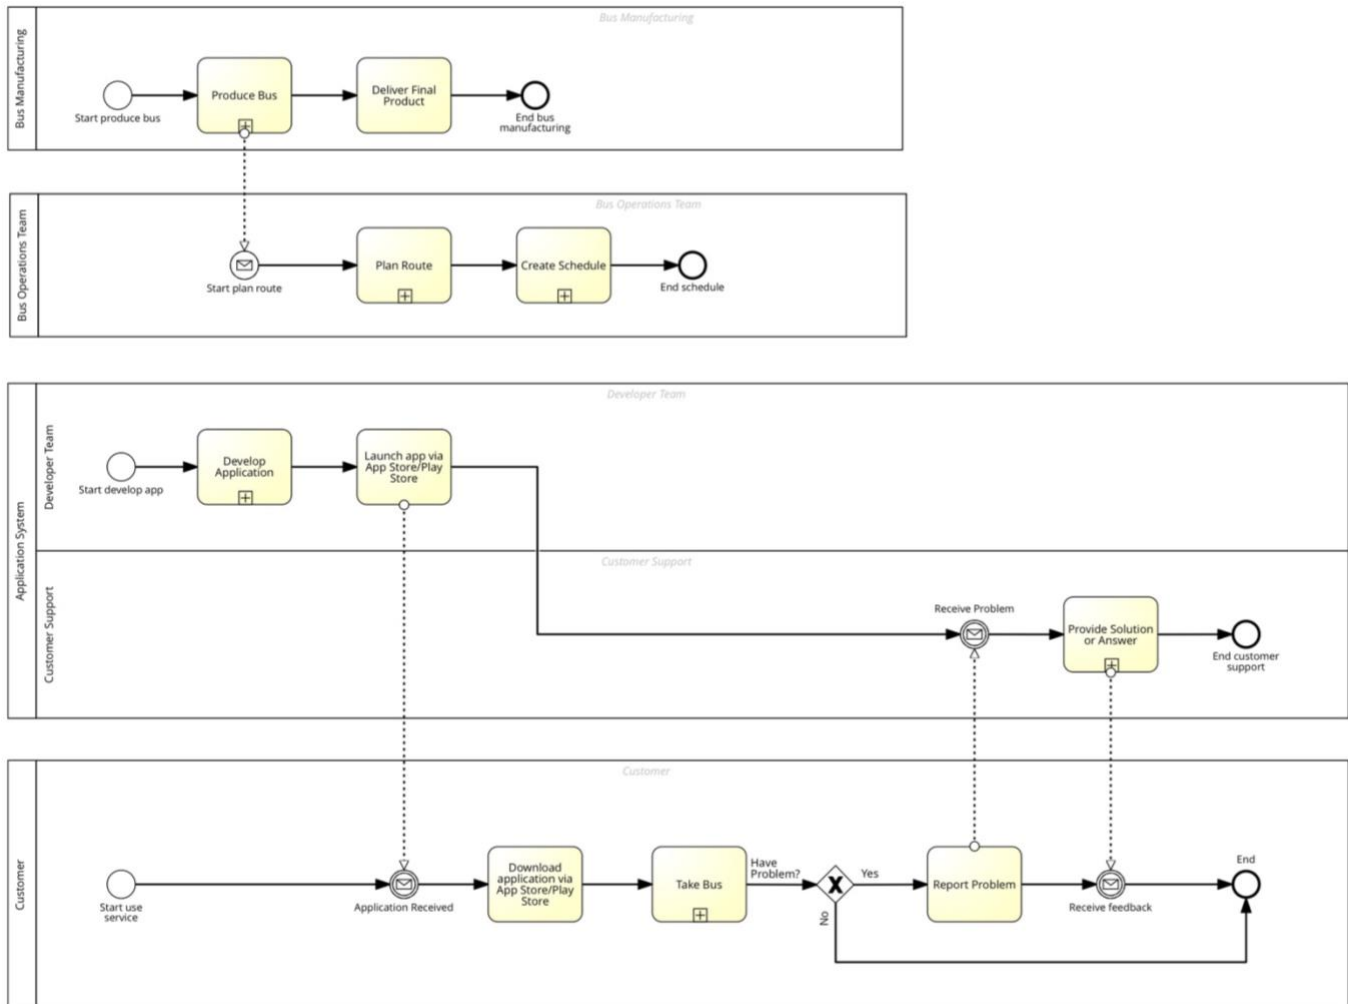 Bus Manufacturing
Bus Manufacturing
Start produce bus
Produce Bus
Deliver Final
Product
End bus
manufacturing
Bus Operations Team
Bus Operations Team
Start plan route
Plan Route
Create Schedule
End schedule
Application System
Developer Team
Developer Team
Start develop app
Develop
Application
Launch app via
App Store/Play
Store
Customer Support
Customer Support
Receive Problem
Provide Solution
or Answer
End customer
support
Customer
Customer
Start use
service
Application Received
Download
application via
App Store/Play
Store
Take Bus
Have
Problem?
Yes
No
Report Problem
Receive feedback
End